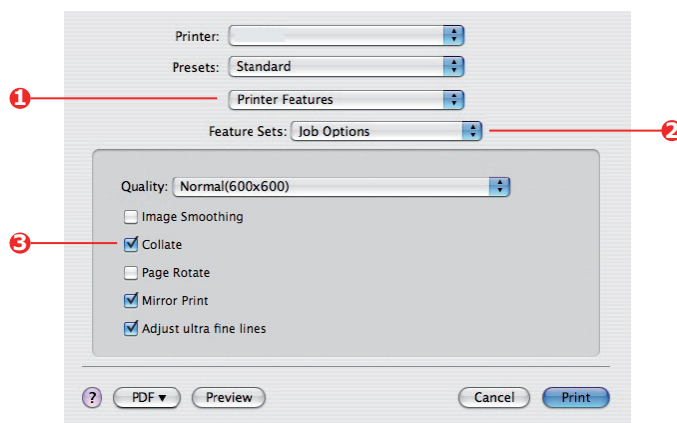 Printer:
Presets: Standard
1 Printer Features
Feature Sets: Job Options 2
Quality: Normal(600x600)
Image Smoothing
3 Collate
Page Rotate
Mirror Print
Adjust ultra fine lines
? PDF ▼ Preview Cancel Print